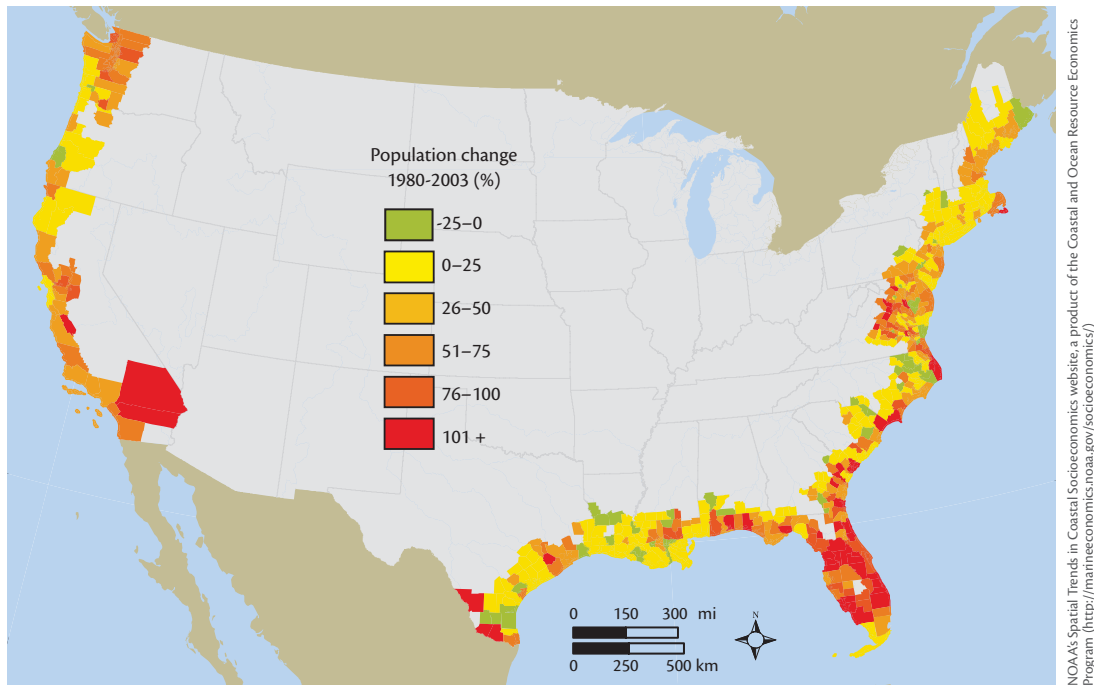 Population change
1980-2003 (%)
-25–0
0–25
26–50
51–75
76–100
101 +
0 150 300 mi
0 250 500 km
N
NOAA's Spatial Trends in Coastal Socioeconomics website, a product of the Coastal and Ocean Resource Economics
Program (http://marineeconomics.noaa.gov/socioeconomics/)